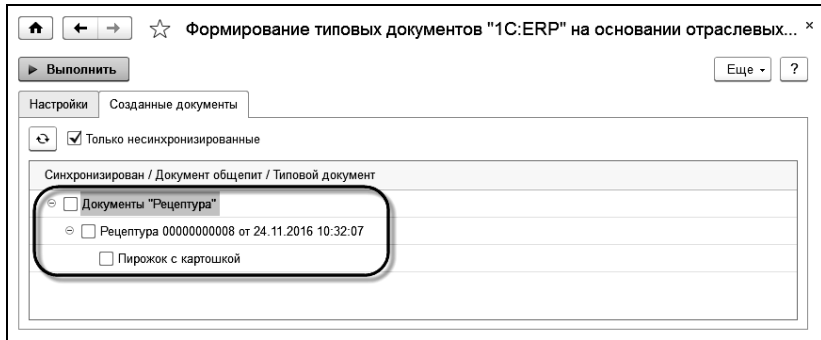 Формирование типовых документов "1С:ERP" на основании отраслевых... ×
Выполнить
Еще
?
Настройки
Созданные документы
Только несинхронизированные
Синхронизирован / Документ общепит / Типовой документ
Документы "Рецептура"
Рецептура 00000000008 от 24.11.2016 10:32:07
Пирожок с картошкой